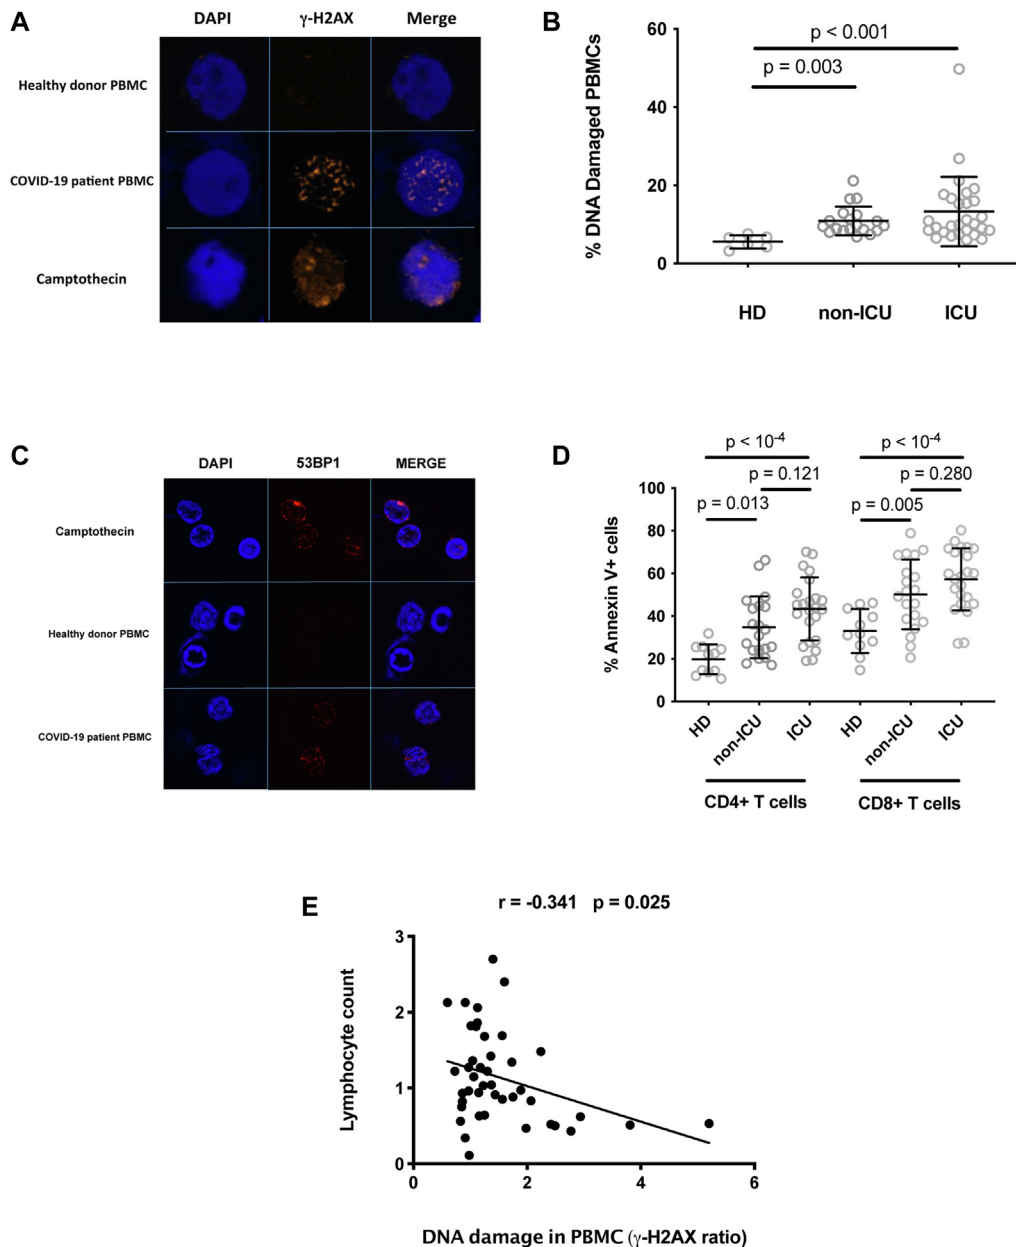 A
DAPI γ-H2AX Merge
Healthy donor PBMC
COVID-19 patient PBMC
Camptothecin
B
% DNA Damaged PBMCs
60
40
20
0
p < 0.001
p = 0.003
HD non-ICU ICU
C
DAPI 53BP1 MERGE
Camptothecin
Healthy donor PBMC
COVID-19 patient PBMC
D
p < 10-4 p < 10-4
p = 0.121 p = 0.280
p = 0.013 p = 0.005
% Annexin V+ cells
100
80
60
40
20
0
HD non-ICU ICU HD non-ICU ICU
CD4+ T cells CD8+ T cells
E
r = -0.341 p = 0.025
Lymphocyte count
3
2
1
0
0 2 4 6
DNA damage in PBMC (γ-H2AX ratio)